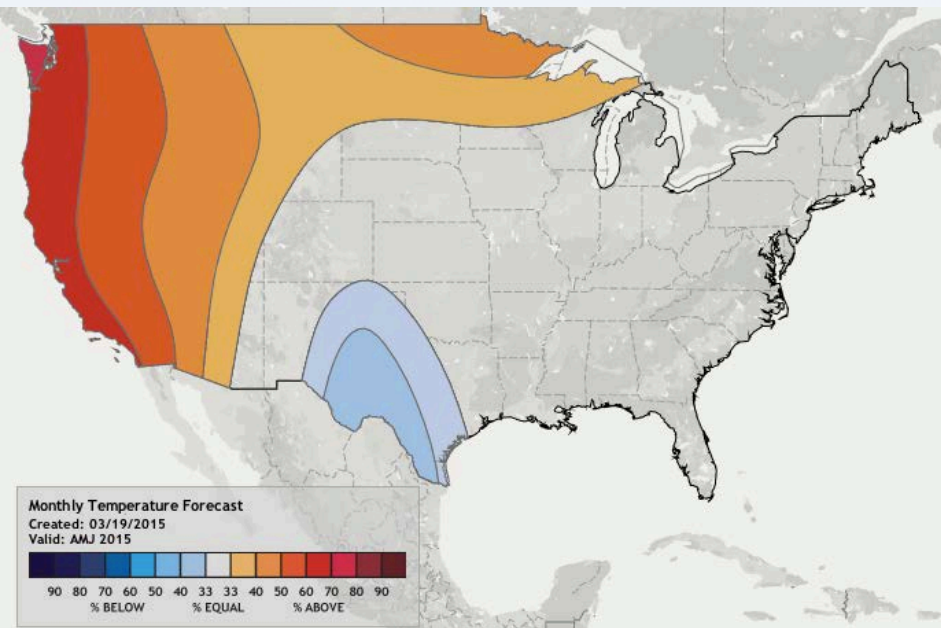 Monthly Temperature Forecast
Created: 03/19/2015
Valid: AMJ 2015
90 80 70 60 50 40 33 33 40 50 60 70 80 90
% BELOW % EQUAL % ABOVE